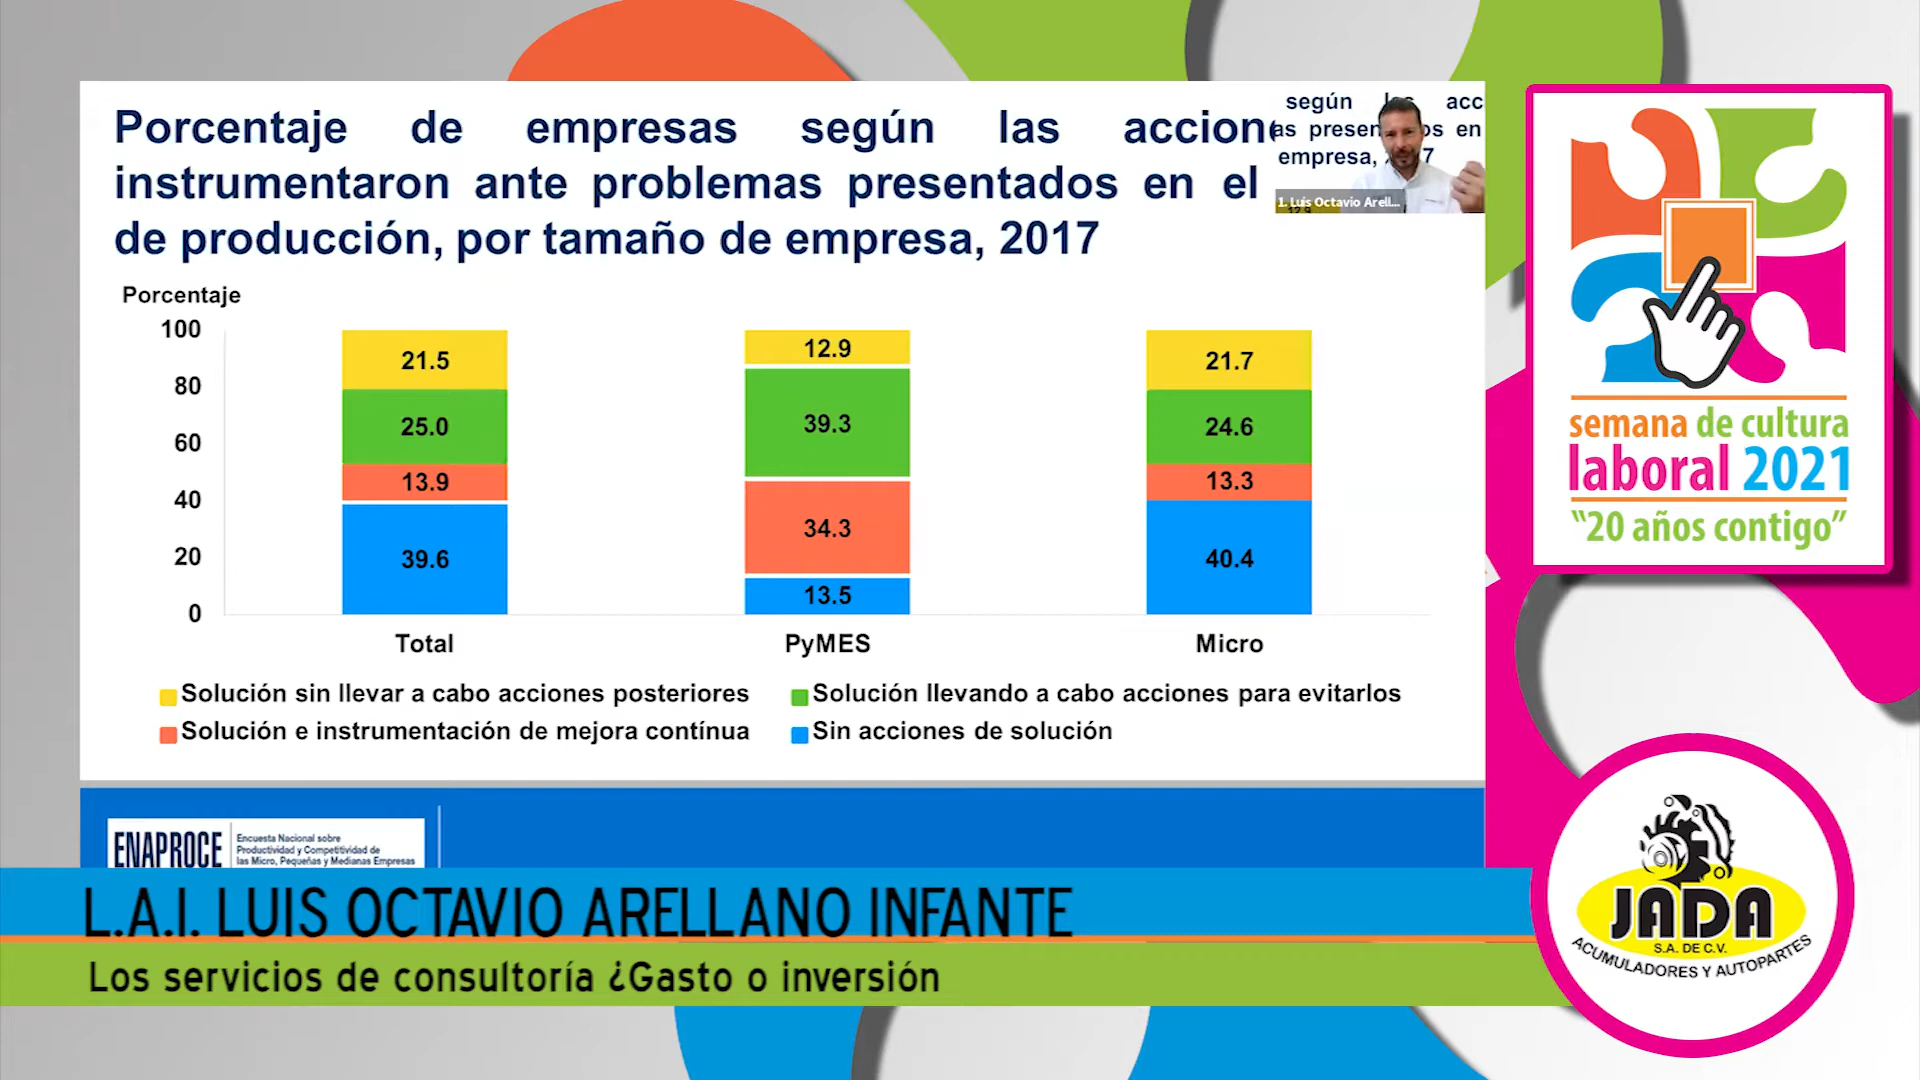 Porcentaje de empresas según las accion
instrumentaron ante problemas presentados en el
de producción, por tamaño de empresa, 2017
según acc
as presen os en
empresa, 7
1. Luis Octavio Arell...
Porcentaje
100
80
60
40
20
0
21.5
25.0
13.9
39.6
12.9
39.3
34.3
13.5
21.7
24.6
13.3
40.4
Total
PyMES
Micro
Solución sin llevar a cabo acciones posteriores
Solución llevando a cabo acciones para evitarlos
Solución e instrumentación de mejora contínua
Sin acciones de solución
ENAPROCE
Encuesta Nacional sobre
Productividad y Competitividad de
las Micro, Pequeñas y Medianas Empresas
L.A.I. LUIS OCTAVIO ARELLANO INFANTE
Los servicios de consultoría ¿Gasto o inversión
semana de cultura
laboral 2021
"20 años contigo"
JADA
S.A. DE C.V.
ACUMULADORES Y AUTOPARTES